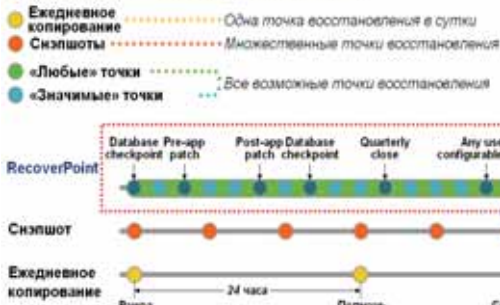 Ежедневное
копирование
Одна точка восстановления в сутки
Снэпшоты
Множественные точки восстановления
«Любые» точки
Все возможные точки восстановления
«Значимые» точки
Database
checkpoint
Pre-app
patch
Post-app
patch
Database
checkpoint
Quarterly
close
Any use
configurable
RecoverPoint
Снэпшот
Ежедневное
копирование
24 часа